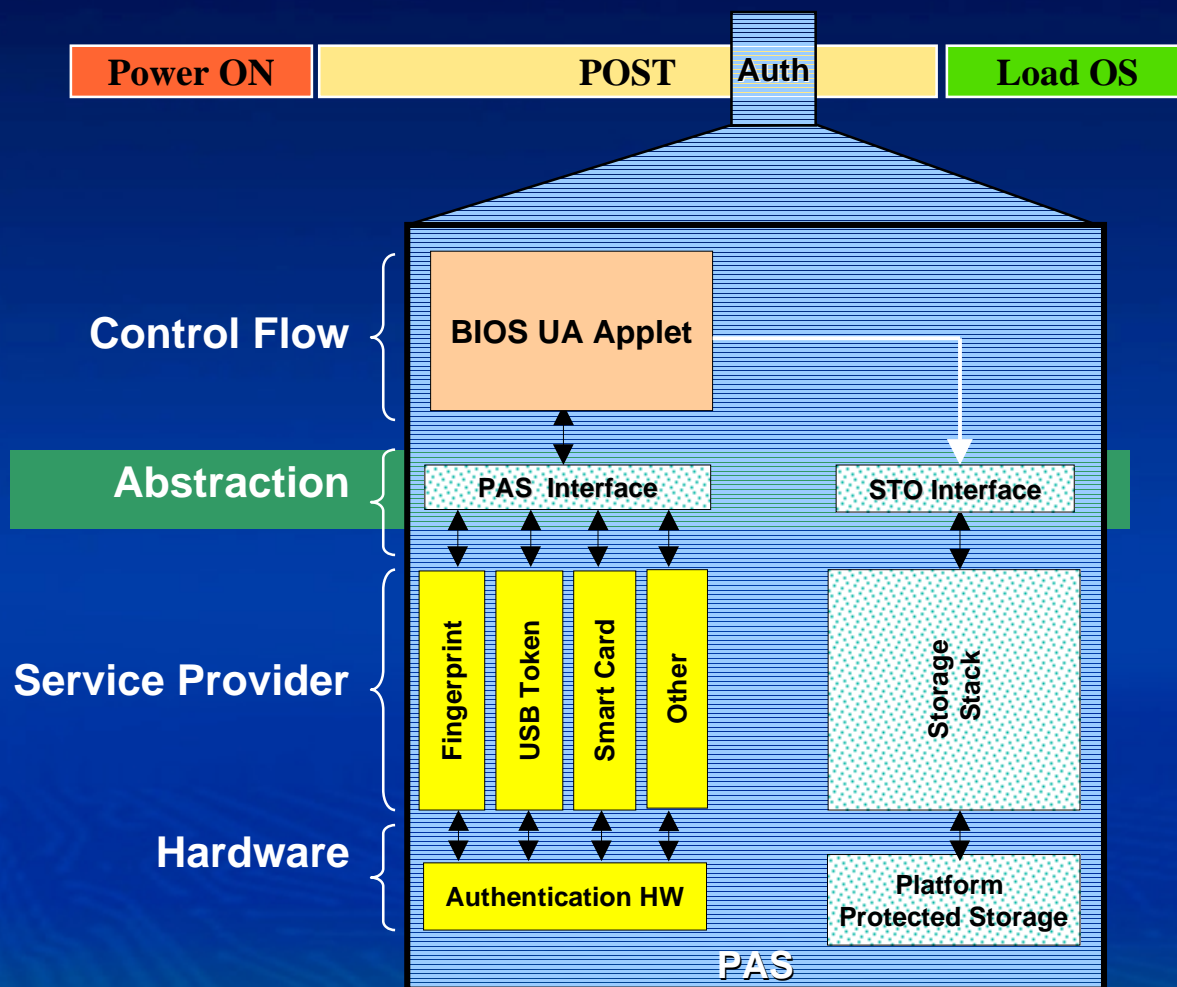 Power ON
POST
Auth
Load OS
Control Flow
BIOS UA Applet
Abstraction
PAS Interface
STO Interface
Service Provider
Fingerprint
USB Token
Smart Card
Other
Storage
Stack
Hardware
Authentication HW
Platform
Protected Storage
PAS